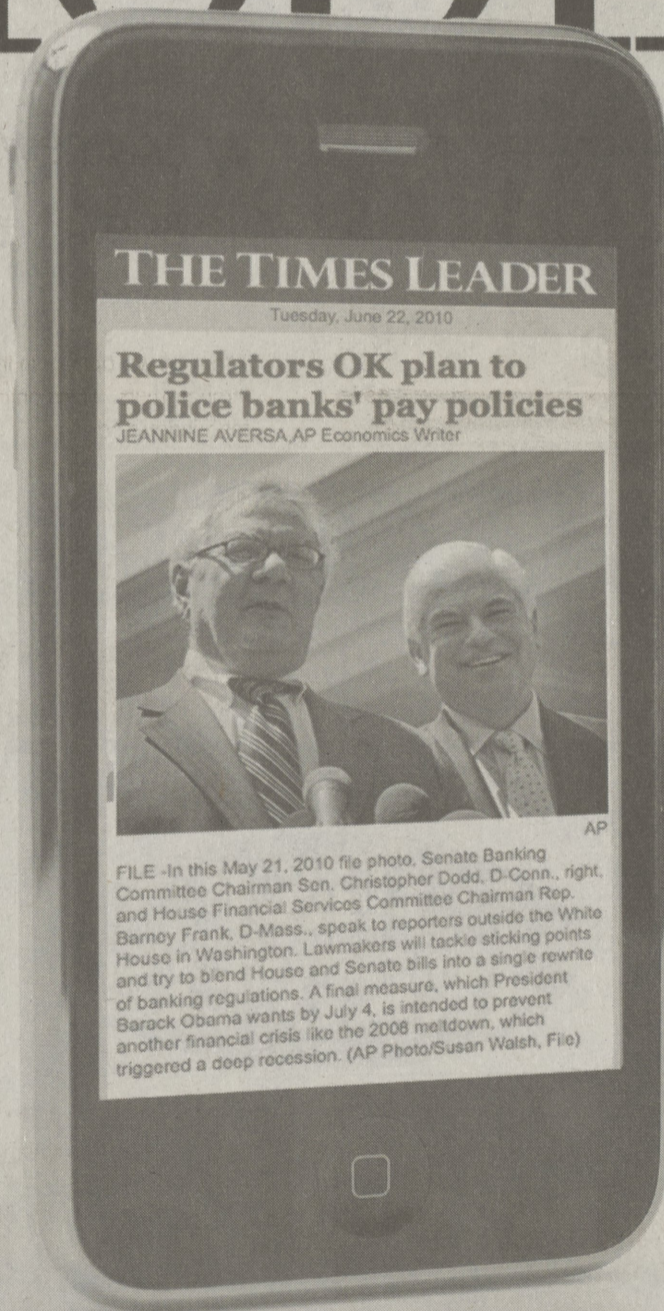 THE TIMES LEADER
Tuesday, June 22, 2010
Regulators OK plan to
police banks' pay policies
JEANNINE AVERSA,AP Economics Writer
AP
FILE -In this May 21, 2010 file photo, Senate Banking
Committee Chairman Sen. Christopher Dodd, D-Conn., right,
and House Financial Services Committee Chairman Rep.
Barney Frank, D-Mass., speak to reporters outside the White
House in Washington. Lawmakers will tackle sticking points
and try to blend House and Senate bills into a single rewrite
of banking regulations. A final measure, which President
Barack Obama wants by July 4, is intended to prevent
another financial crisis like the 2008 meltdown, which
triggered a deep recession. (AP Photo/Susan Walsh, File)